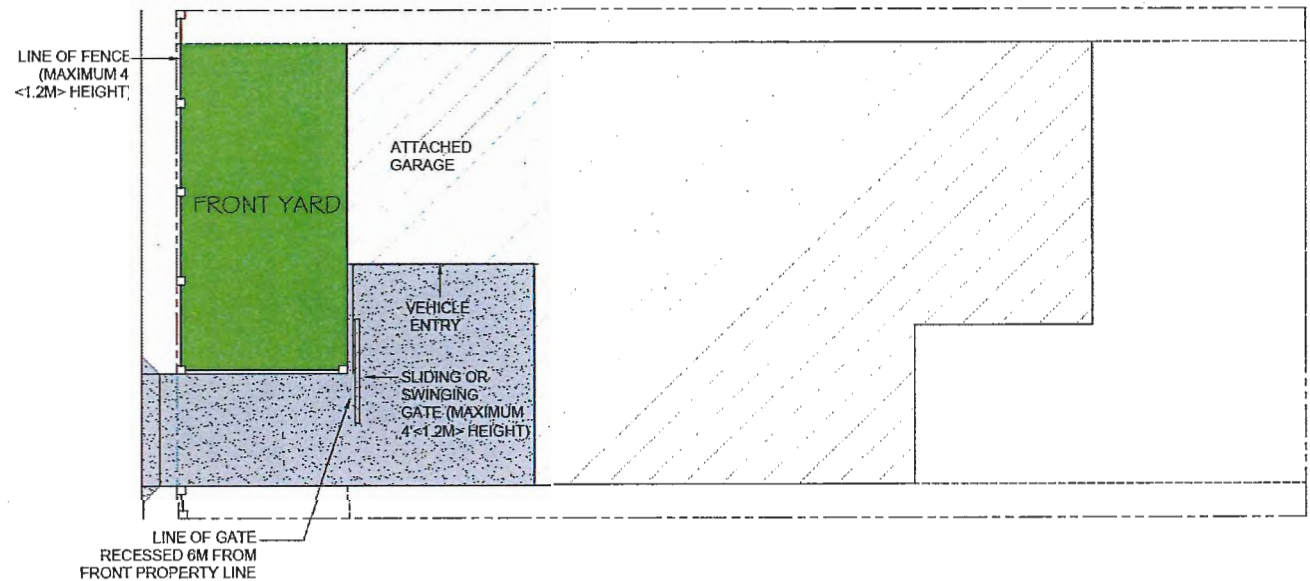 LINE OF FENCE
(MAXIMUM 4
<1.2M> HEIGHT)
ATTACHED
GARAGE
FRONT YARD
VEHICLE
ENTRY
SLIDING OR
SWINGING
GATE (MAXIMUM
4'<1.2M> HEIGHT)
LINE OF GATE
RECESSED 6M FROM
FRONT PROPERTY LINE